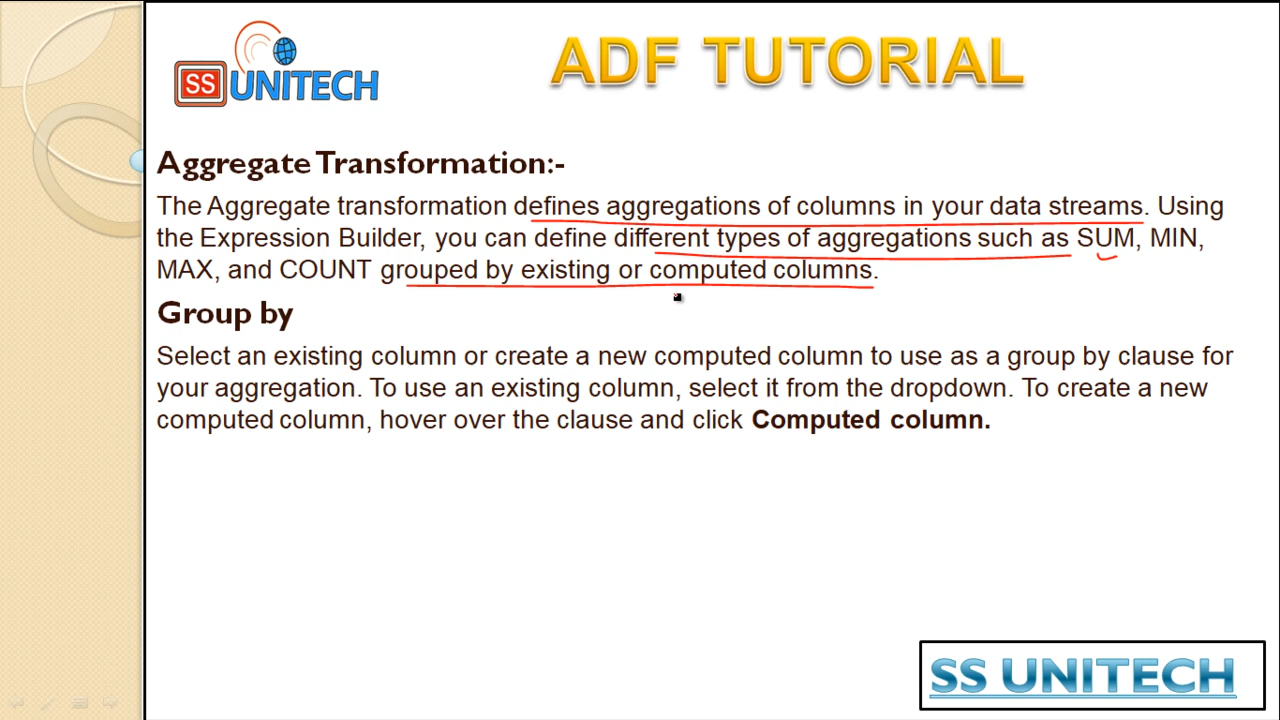 SS UNITECH
ADF TUTORIAL
Aggregate Transformation:-
The Aggregate transformation defines aggregations of columns in your data streams. Using
the Expression Builder, you can define different types of aggregations such as SUM, MIN,
MAX, and COUNT grouped by existing or computed columns.
Group by
Select an existing column or create a new computed column to use as a group by clause for
your aggregation. To use an existing column, select it from the dropdown. To create a new
computed column, hover over the clause and click Computed column.
SS UNITECH